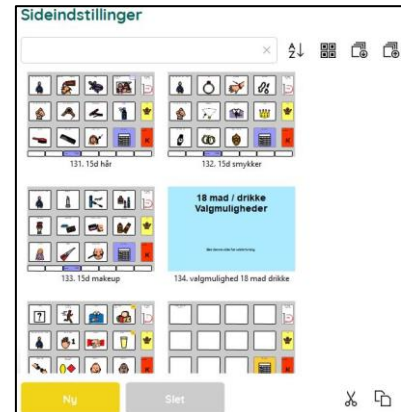 Sideindstillinger
131. 15d hår
132. 15d smykker
18 mad / drikke
Valgmuligheder
133. 15d makeup
134. valgmulighed 18 mad drikke
Ny
Slet